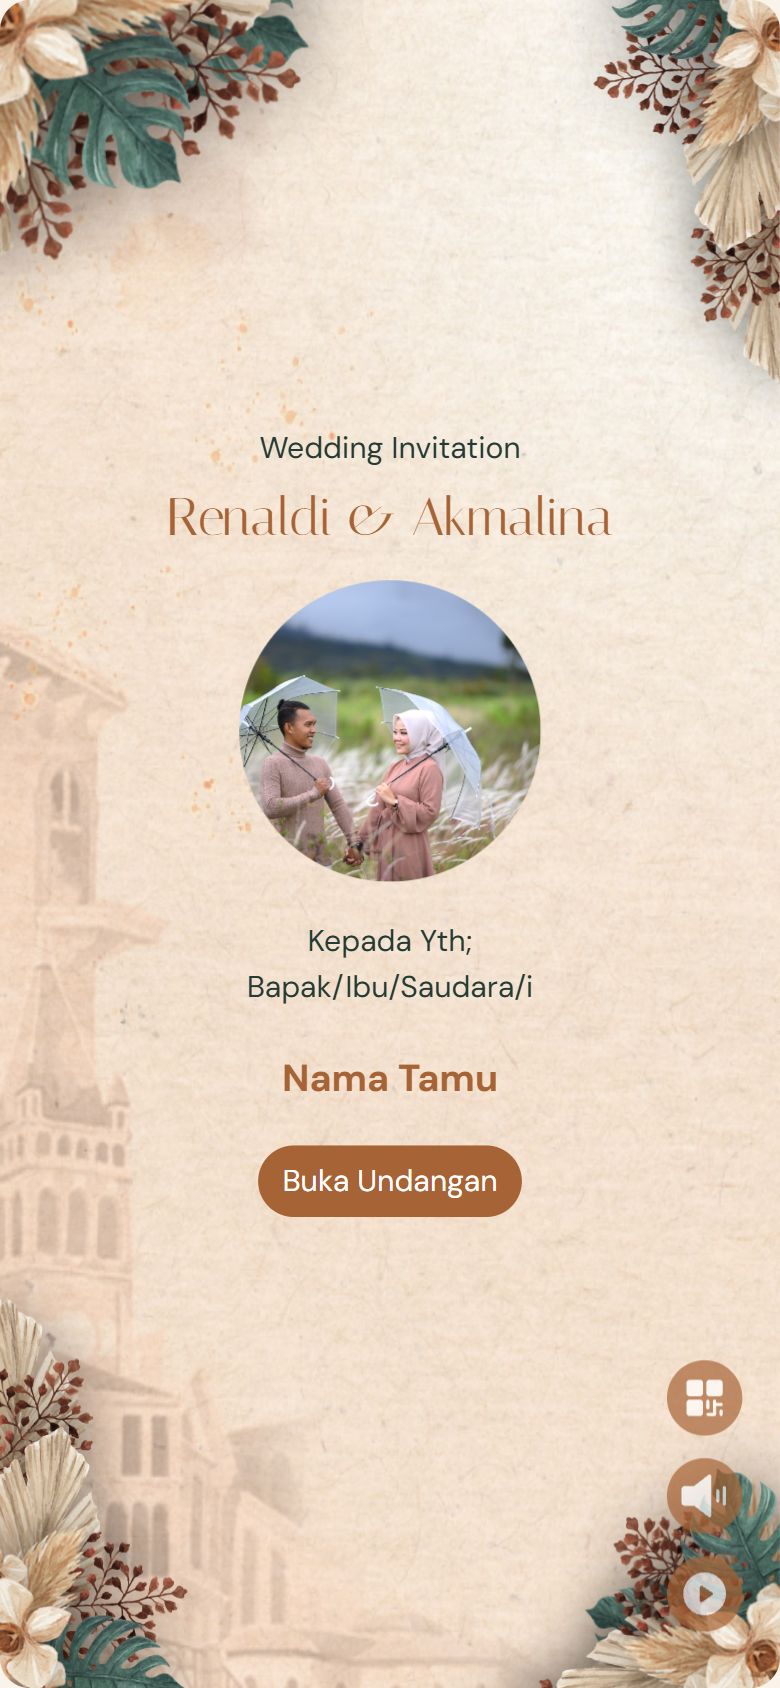 Wedding Invitation
Renaldi & Akmalina
Kepada Yth;
Bapak/Ibu/Saudara/i
Nama Tamu
Buka Undangan